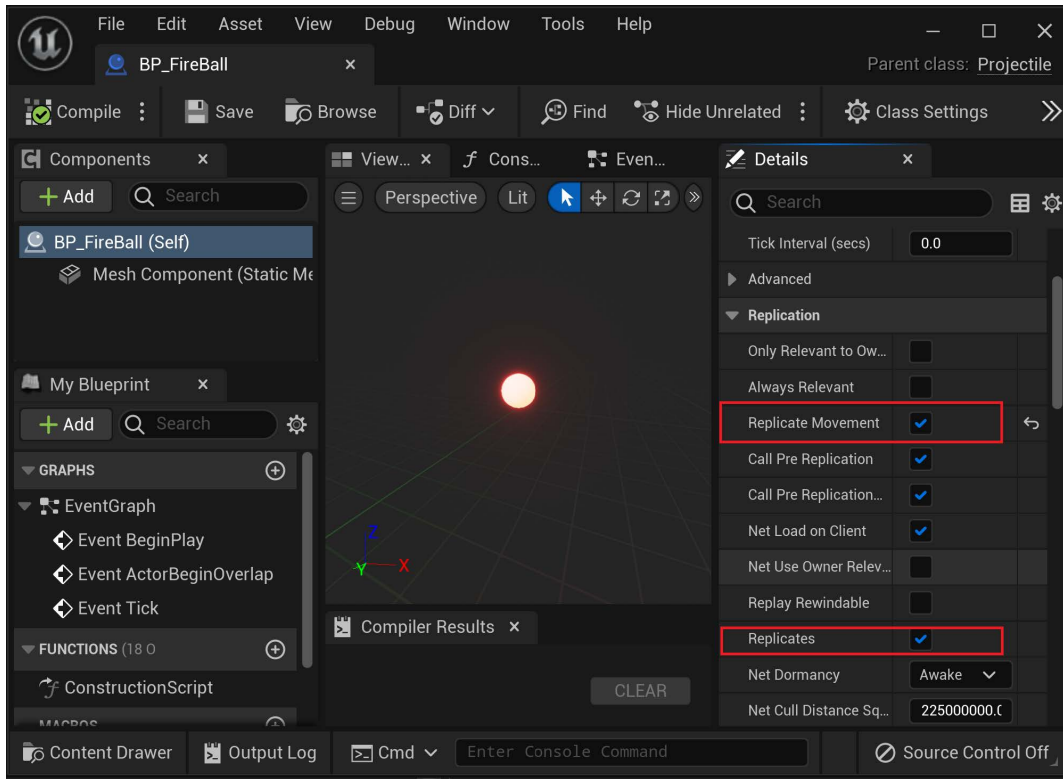 File Edit Asset View Debug Window Tools Help
BP_FireBall
Parent class: Projectile
Compile Save Browse Diff Find Hide Unrelated Class Settings
Components
Add Search
BP_FireBall (Self)
Mesh Component (Static Me
My Blueprint
Add Search
GRAPHS
EventGraph
Event BeginPlay
Event ActorBeginOverlap
Event Tick
FUNCTIONS (18 O
ConstructionScript
MACROS
View... Cons... Even...
Perspective Lit
Z
Y X
Compiler Results
CLEAR
Details
Search
Tick Interval (secs) 0.0
Advanced
Replication
Only Relevant to Ow...
Always Relevant
Replicate Movement
Call Pre Replication
Call Pre Replication...
Net Load on Client
Net Use Owner Relev...
Replay Rewindable
Replicates
Net Dormancy Awake
Net Cull Distance Sq... 225000000.0
Content Drawer Output Log Cmd Enter Console Command Source Control Off